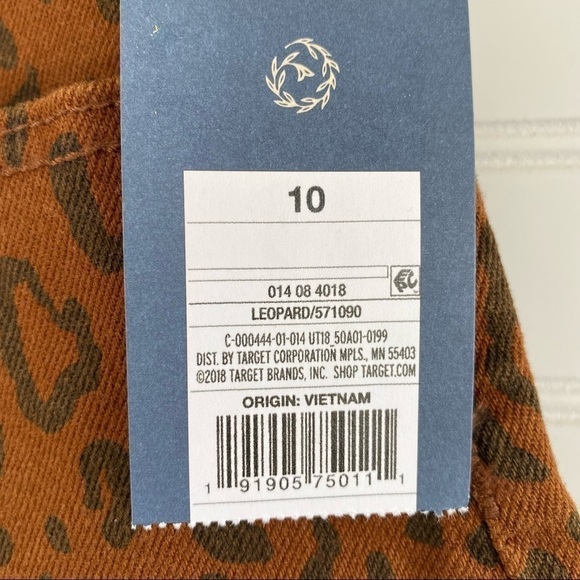 10
014 08 4018
LEOPARD/571090
C-000444-01-014 UT18_50A01-0199
DIST. BY TARGET CORPORATION MPLS., MN 55403
©2018 TARGET BRANDS, INC. SHOP TARGET.COM
ORIGIN: VIETNAM
1 91905 75011 1